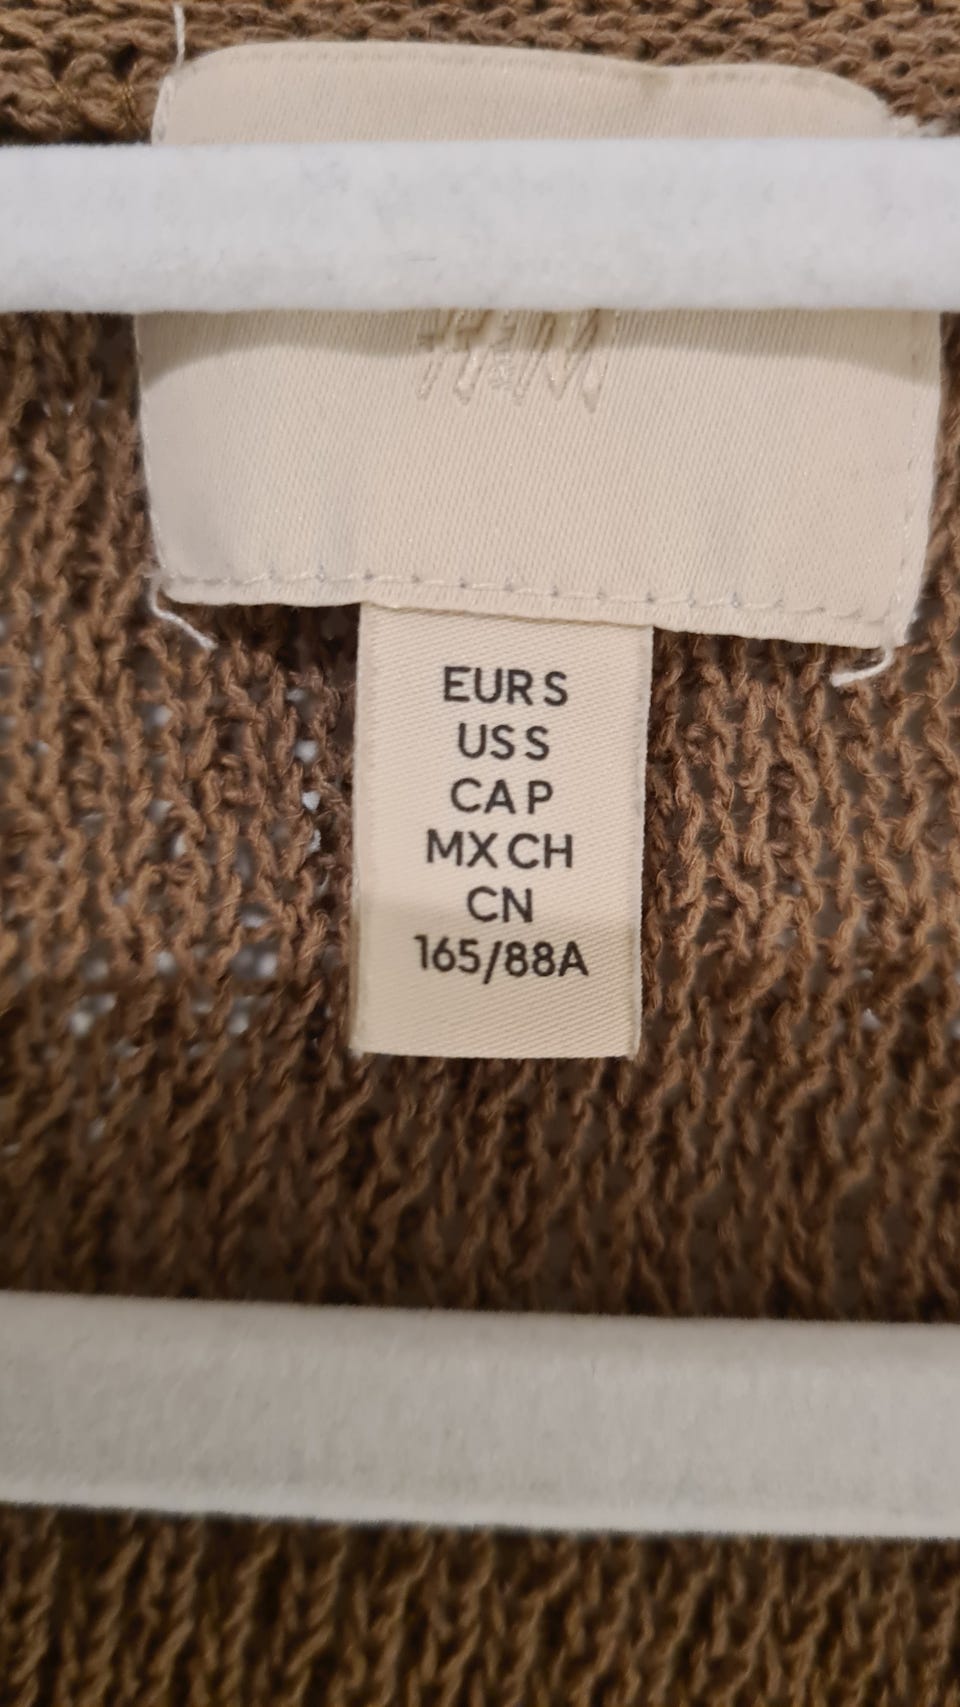 H&M
EUR S
US S
CA P
MX CH
CN
165/88A